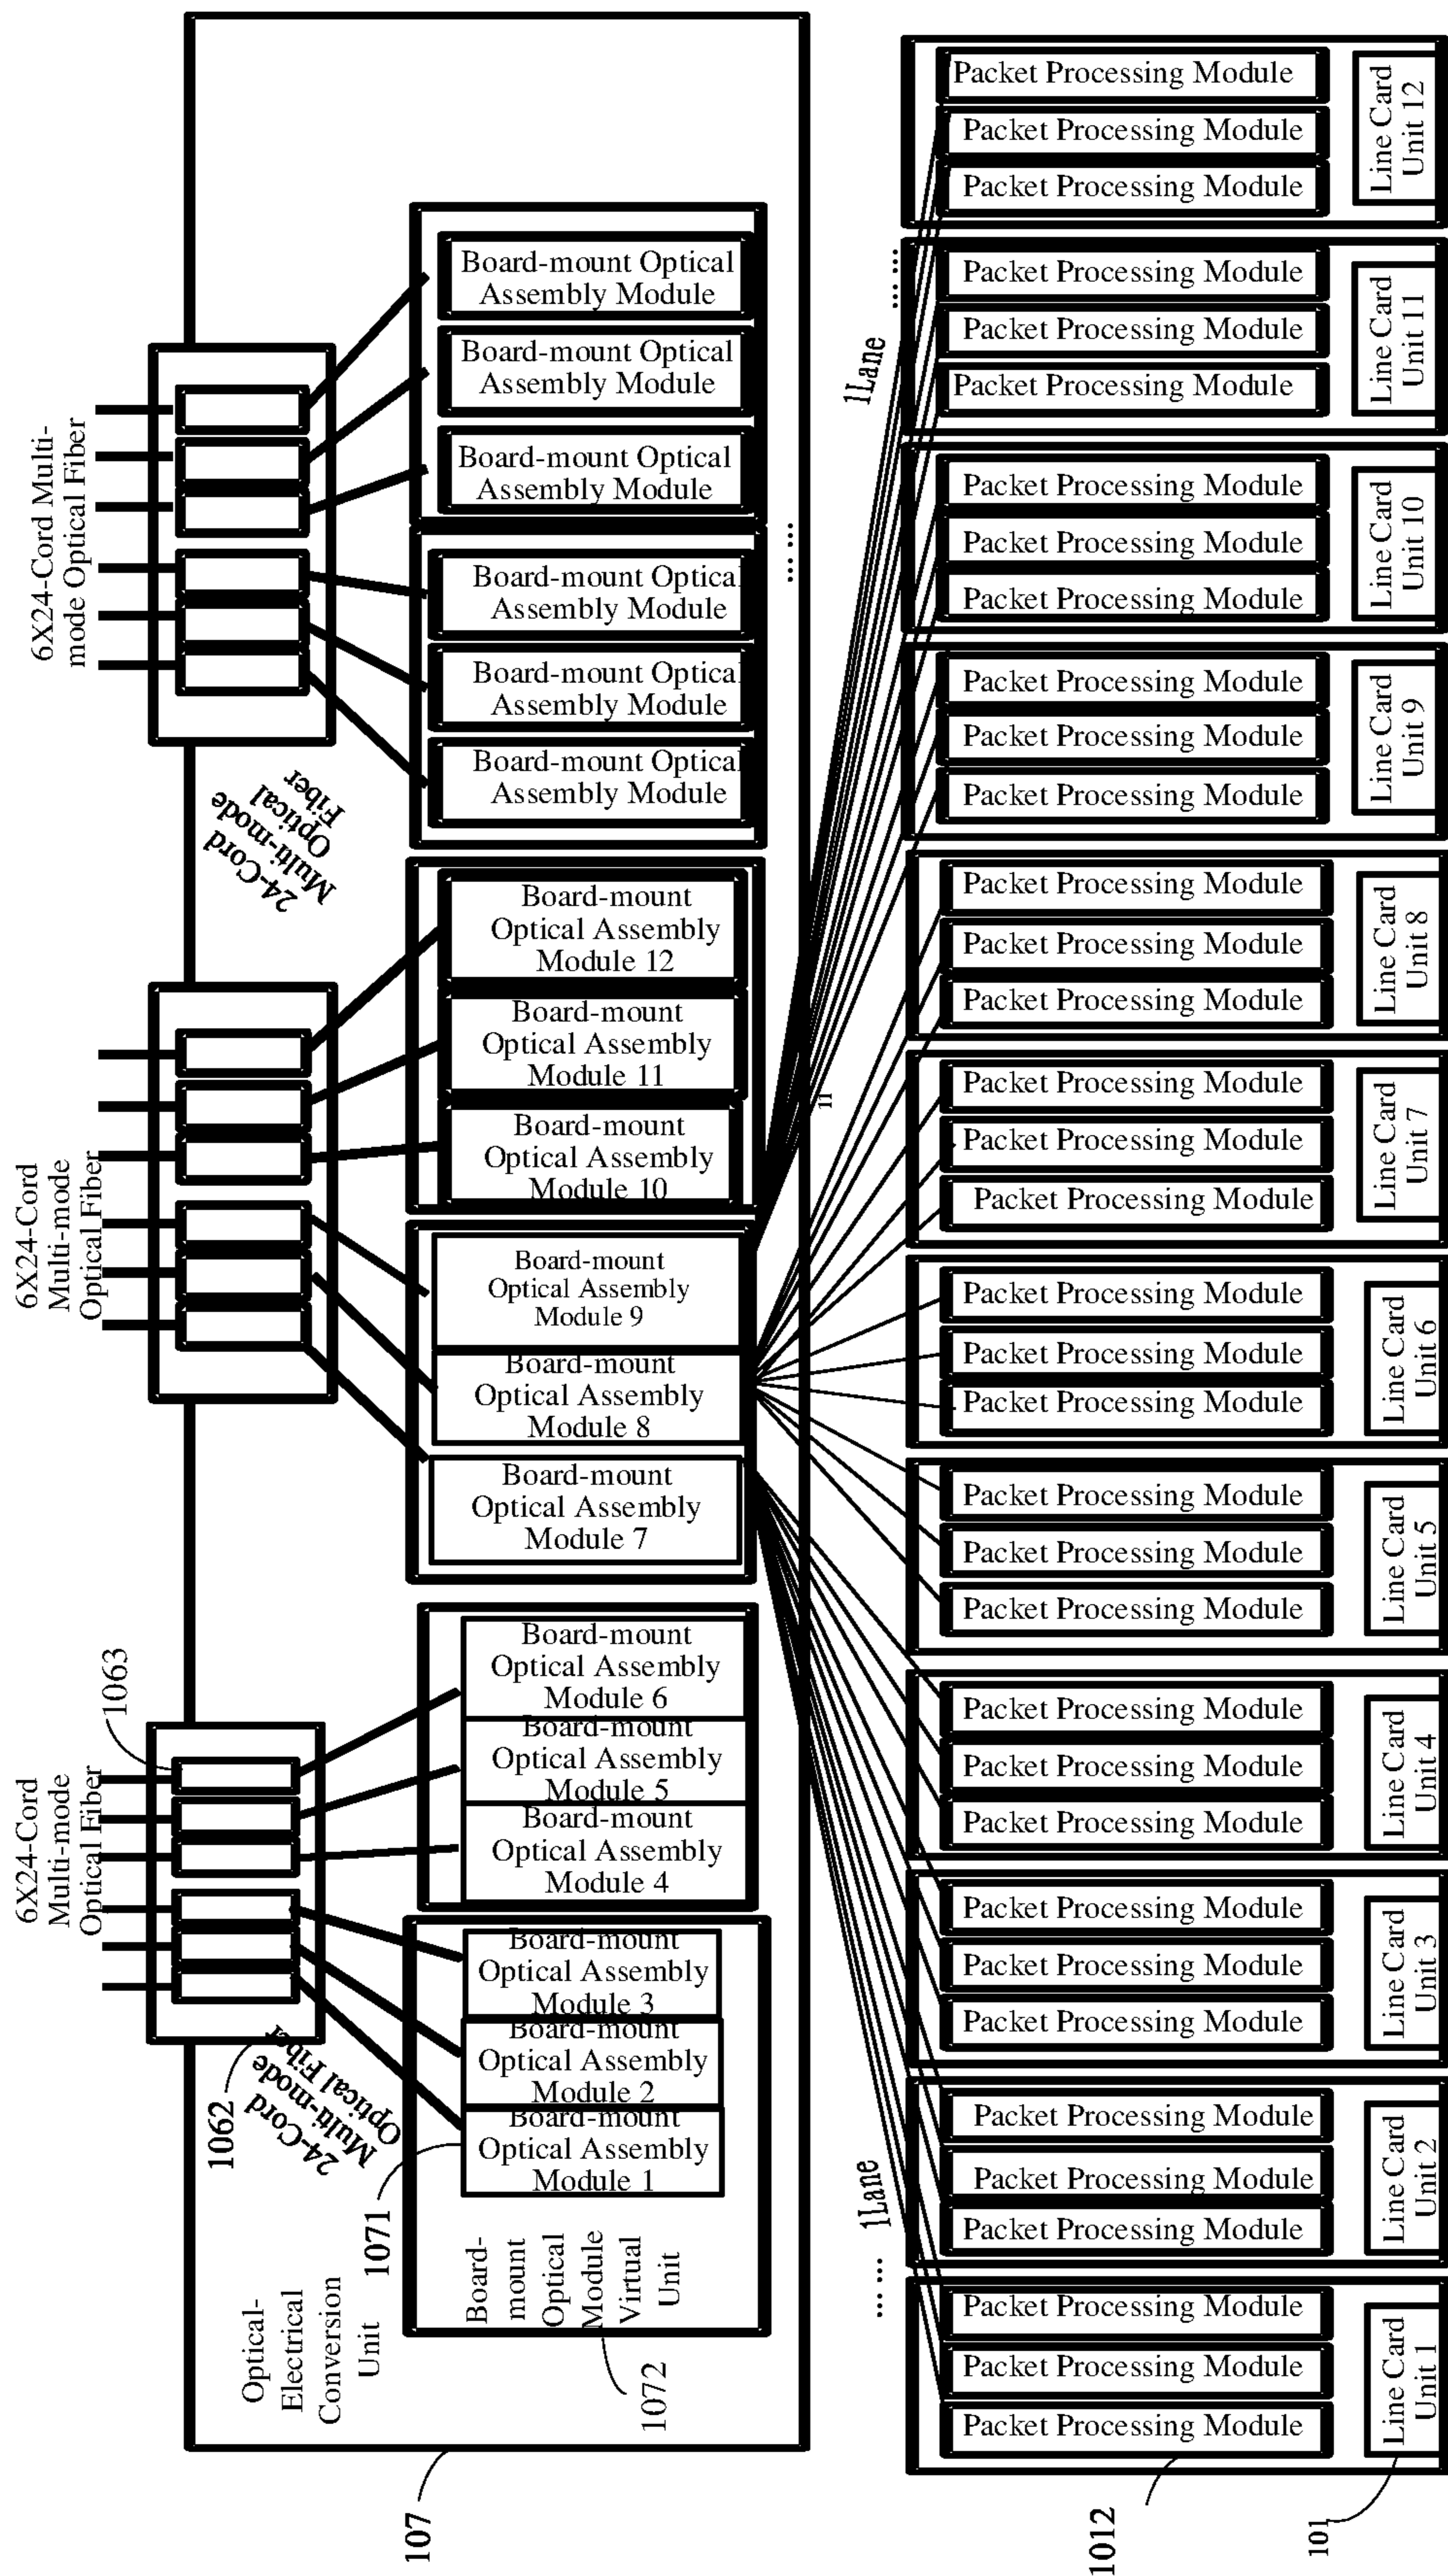 6X24-Cord Multi-
mode Optical Fiber
6X24-Cord
Multi-mode
Optical Fiber
6X24-Cord
Multi-mode
Optical Fiber
1063
1062
24-Cord
Multi-mode
Optical
Fiber
24-Cord
Multi-mode
Optical Fiber
Board-mount Optical
Assembly Module
Board-mount Optical
Assembly Module
Board-mount Optical
Assembly Module
Board-mount Optical
Assembly Module
Board-mount Optical
Assembly Module
Board-mount Optical
Assembly Module
... ...
Board-mount
Optical Assembly
Module 12
Board-mount
Optical Assembly
Module 11
Board-mount
Optical Assembly
Module 10
Board-mount
Optical Assembly
Module 9
Board-mount
Optical Assembly
Module 8
Board-mount
Optical Assembly
Module 7
Board-mount
Optical Assembly
Module 6
Board-mount
Optical Assembly
Module 5
Board-mount
Optical Assembly
Module 4
Board-mount
Optical Assembly
Module 3
Board-mount
Optical Assembly
Module 2
Board-mount
Optical Assembly
Module 1
1071
Optical-
Electrical
Conversion
Unit
Board-
mount
Optical
Module
Virtual
Unit
1072
107
1Lane
... ...
11
1Lane
... ...
Packet Processing Module
Packet Processing Module
Packet Processing Module
Line Card
Unit 12
Packet Processing Module
Packet Processing Module
Packet Processing Module
Line Card
Unit 11
Packet Processing Module
Packet Processing Module
Packet Processing Module
Line Card
Unit 10
Packet Processing Module
Packet Processing Module
Packet Processing Module
Line Card
Unit 9
Packet Processing Module
Packet Processing Module
Packet Processing Module
Line Card
Unit 8
Packet Processing Module
Packet Processing Module
Packet Processing Module
Line Card
Unit 7
Packet Processing Module
Packet Processing Module
Packet Processing Module
Line Card
Unit 6
Packet Processing Module
Packet Processing Module
Packet Processing Module
Line Card
Unit 5
Packet Processing Module
Packet Processing Module
Packet Processing Module
Line Card
Unit 4
Packet Processing Module
Packet Processing Module
Packet Processing Module
Line Card
Unit 3
Packet Processing Module
Packet Processing Module
Packet Processing Module
Line Card
Unit 2
Packet Processing Module
Packet Processing Module
Packet Processing Module
Line Card
Unit 1
1012
101